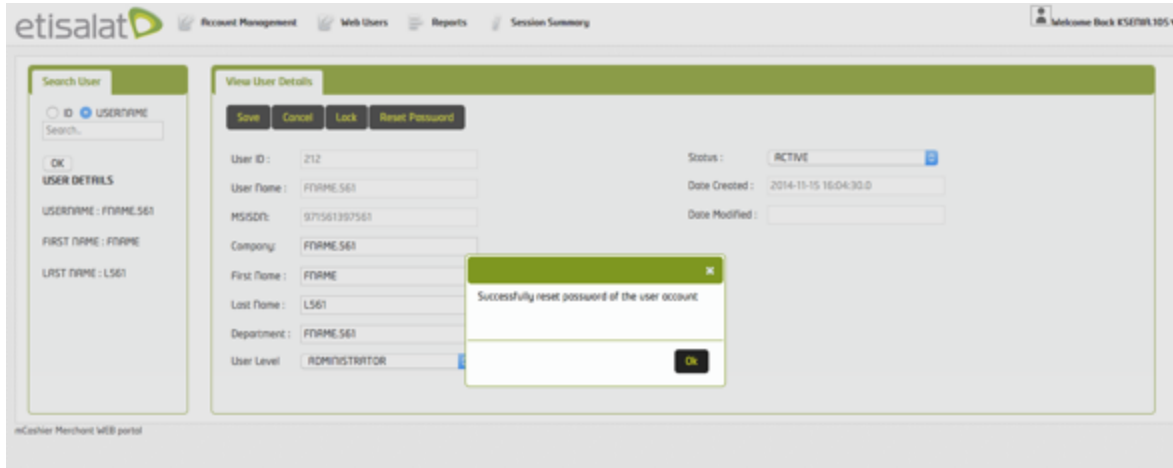 etisalat Account Management Web Users Reports Session Summary Welcome Back KSENIA.105
Search User
ID USERNAME
Search..
OK
USER DETAILS
USERNAME : FNAME.561
FIRST NAME : FNAME
LAST NAME : L561
View User Details
Save Cancel Lock Reset Password
User ID : 212
User Name : FNAME.561
MSISDN: 971561397561
Company: FNAME.561
First Name : FNAME
Last Name : L561
Department : FNAME.561
User Level ADMINISTRATOR
Status : ACTIVE
Date Created : 2014-11-15 16:04:30.0
Date Modified :
Successfully reset password of the user account
Ok
mCashier Merchant WEB portal